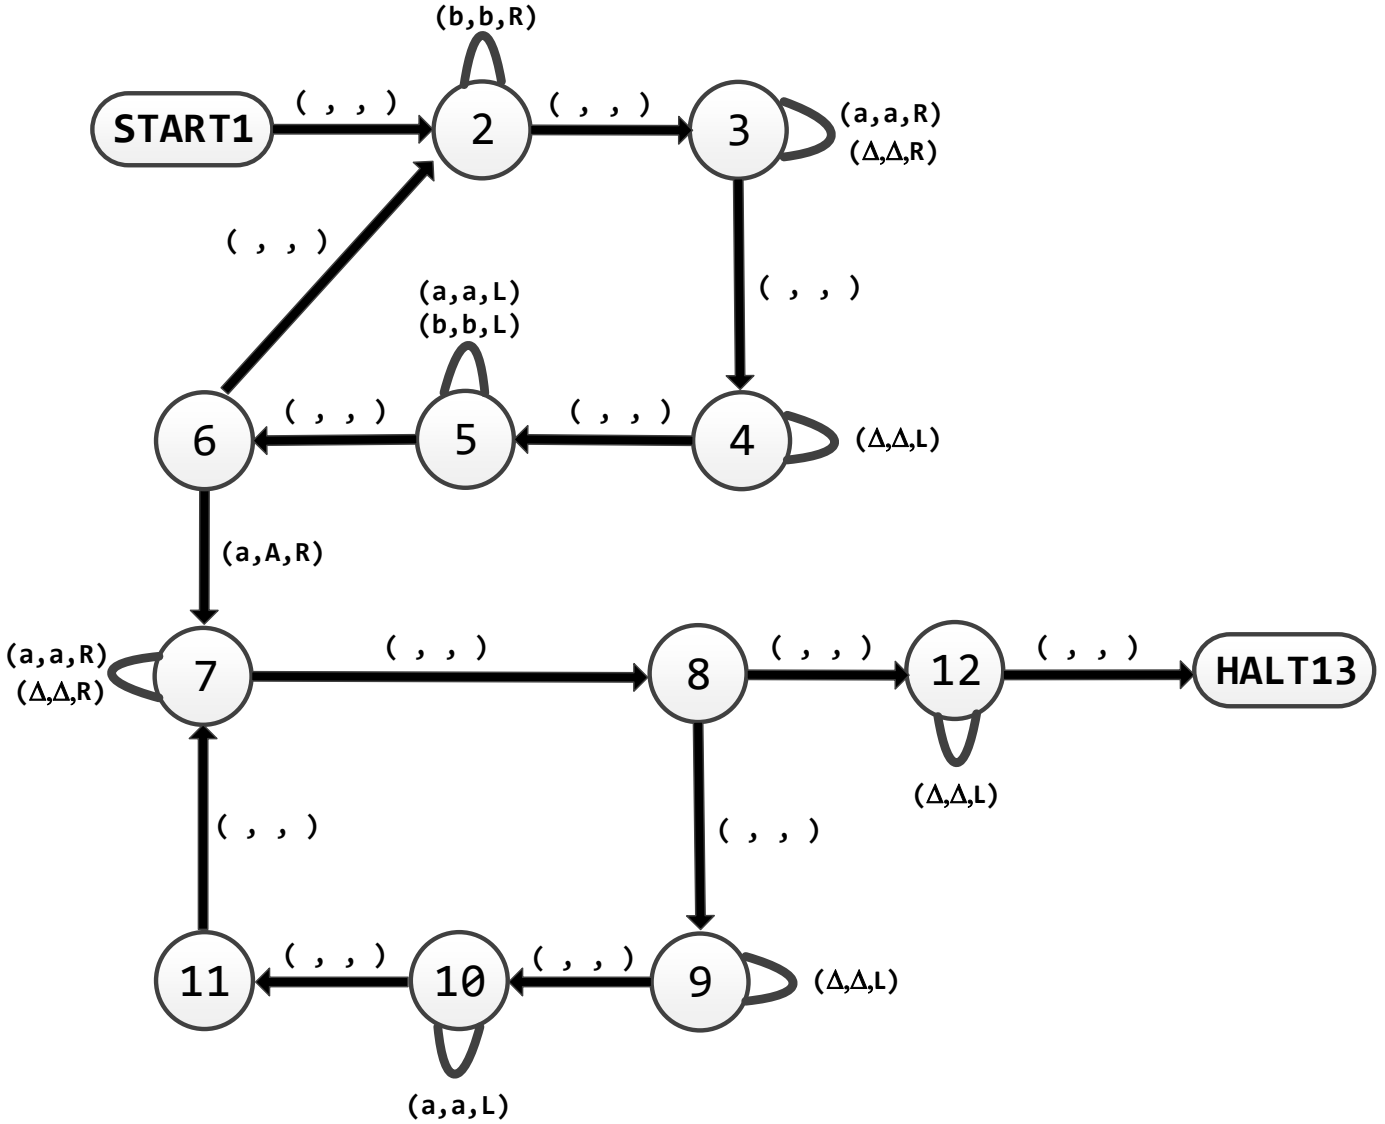 (b,b,R)
START1
( , , )
2
( , , )
3
(a,a,R)
(Δ,Δ,R)
( , , )
( , , )
(a,a,L)
(b,b,L)
6
( , , )
5
( , , )
4
(Δ,Δ,L)
(a,A,R)
(a,a,R)
(Δ,Δ,R)
7
( , , )
8
( , , )
12
( , , )
HALT13
(Δ,Δ,L)
( , , )
( , , )
11
( , , )
10
( , , )
9
(Δ,Δ,L)
(a,a,L)